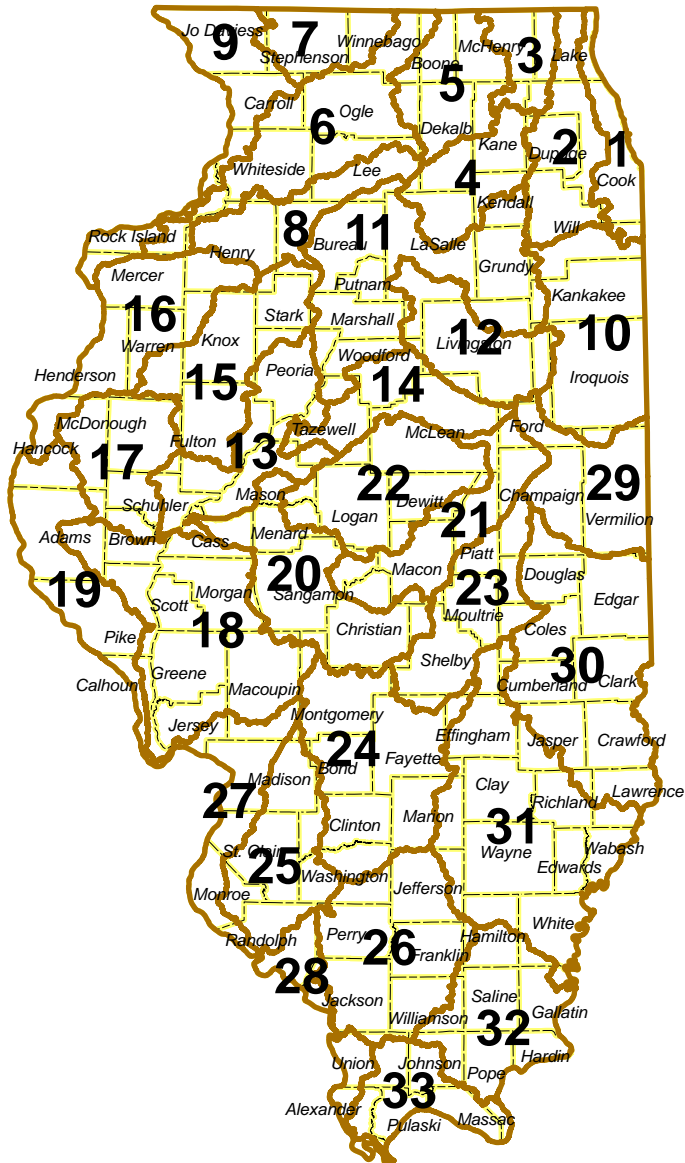 Jo Daviess
9
7
Stephenson
Winnebago
Boone
McHenry
3
Lake
5
Carroll
Ogle
6
Dekalb
Kane
Dupage
2
1
Cook
Whiteside
Lee
4
Kendall
Rock Island
Henry
8
Bureau
11
LaSalle
Will
Mercer
Putnam
Grundy
Kankakee
16
Stark
Marshall
Warren
Knox
Woodford
Livingston
12
10
Henderson
15
Peoria
14
Iroquois
McDonough
Hancock
17
Fulton
13
Tazewell
McLean
Ford
Schuhler
Mason
22
Logan
Dewitt
Champaign
29
Vermilion
Adams
Brown
Cass
Menard
21
Piatt
19
Scott
Morgan
20
Sangamon
Macon
23
Douglas
Edgar
Pike
18
Christian
Moultrie
Coles
Calhoun
Greene
Macoupin
Shelby
30
Cumberland
Clark
Jersey
Montgomery
24
Bond
Fayette
Effingham
Jasper
Crawford
27
Madison
Clay
Richland
Lawrence
St. Clair
25
Clinton
Marion
31
Wayne
Edwards
Wabash
Monroe
Washington
Jefferson
Randolph
Perry
26
Franklin
Hamilton
White
28
Jackson
Williamson
Saline
32
Gallatin
Hardin
Union
Johnson
Pope
33
Alexander
Pulaski
Massac